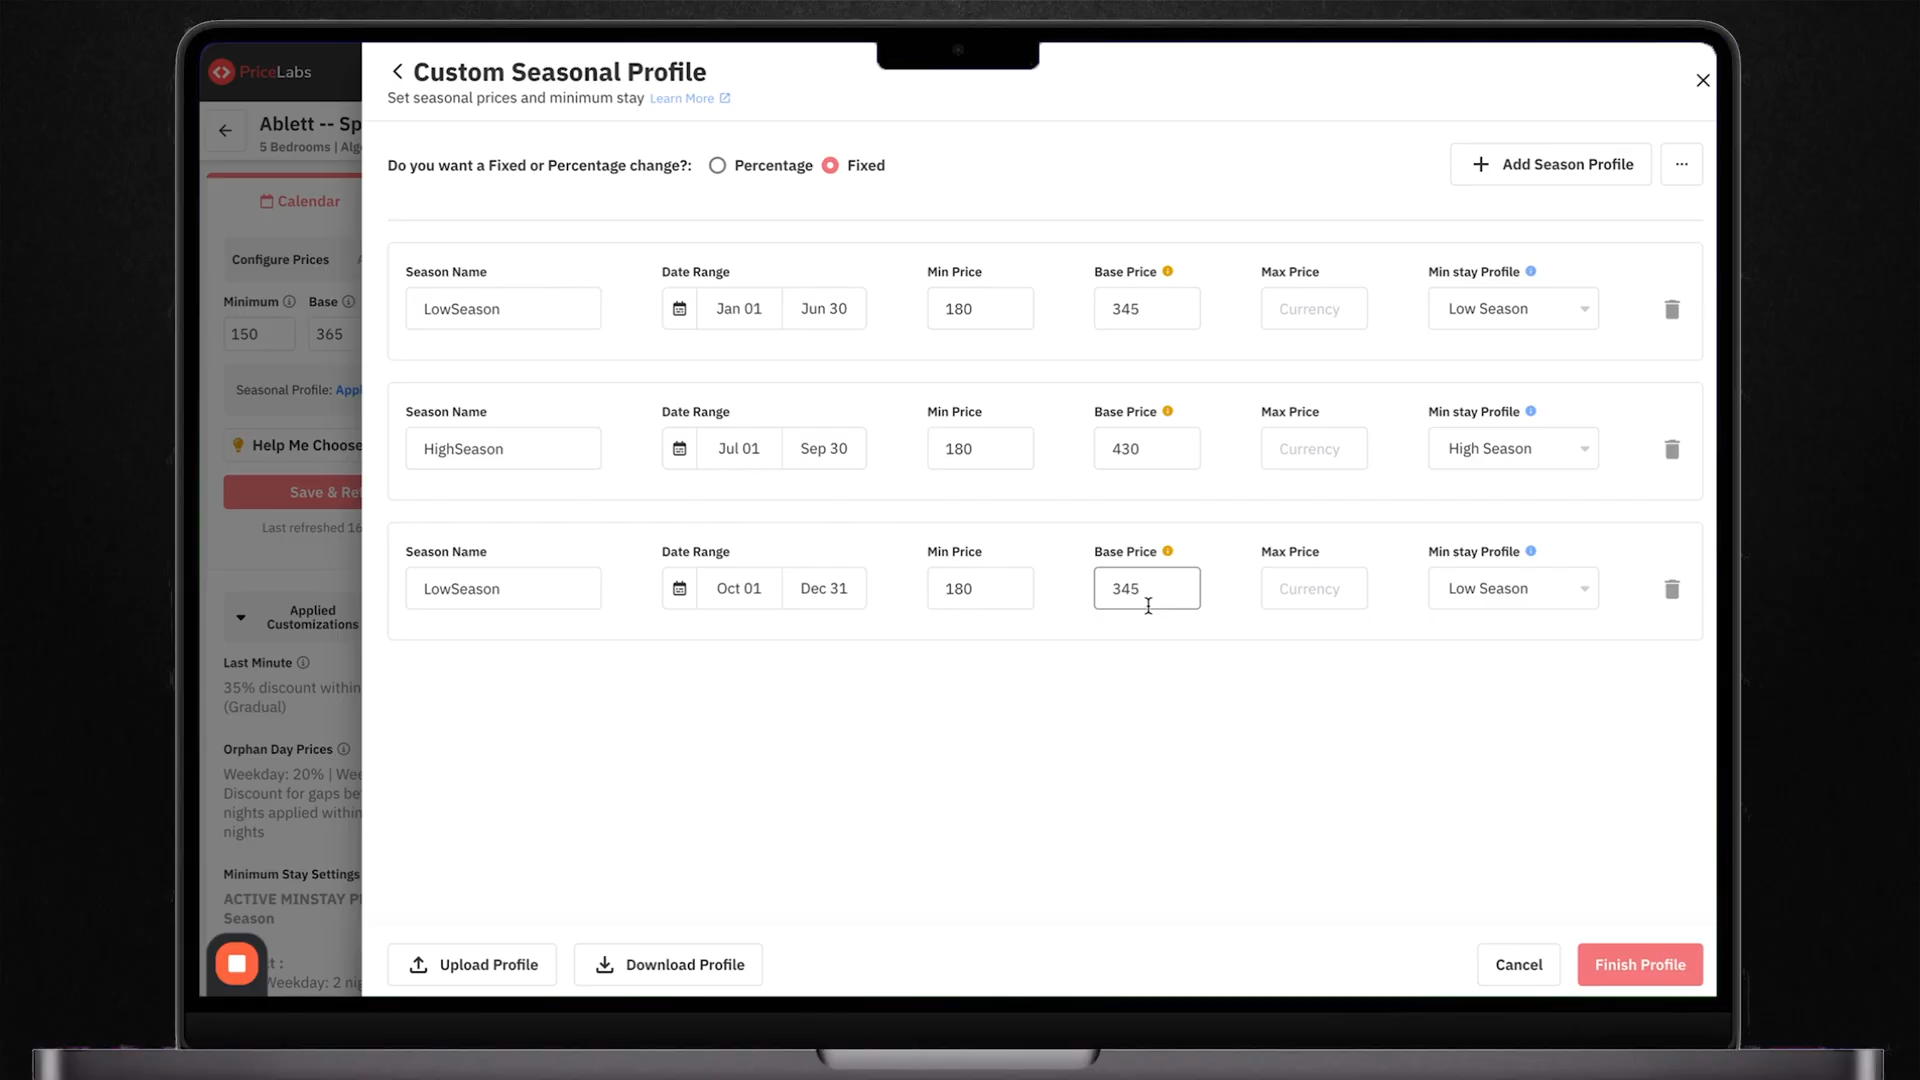 PriceLabs
Ablett -- Sp
5 Bedrooms | Alg
Calendar
Configure Prices
Minimum Base
150 365
Seasonal Profile: Appl
Help Me Choose
Save & Ref
Last refreshed 16
Applied
Customizations
Last Minute
35% discount within
(Gradual)
Orphan Day Prices
Weekday: 20% | Wee
Discount for gaps be
nights applied within
nights
Minimum Stay Settings
ACTIVE MINSTAY P
Season
t :
Weekday: 2 nig
Custom Seasonal Profile
Set seasonal prices and minimum stay Learn More
Do you want a Fixed or Percentage change?: Percentage Fixed
+ Add Season Profile ...
Season Name Date Range Min Price Base Price Max Price Min stay Profile
LowSeason Jan 01 Jun 30 180 345 Currency Low Season
Season Name Date Range Min Price Base Price Max Price Min stay Profile
HighSeason Jul 01 Sep 30 180 430 Currency High Season
Season Name Date Range Min Price Base Price Max Price Min stay Profile
LowSeason Oct 01 Dec 31 180 345 Currency Low Season
Upload Profile Download Profile Cancel Finish Profile